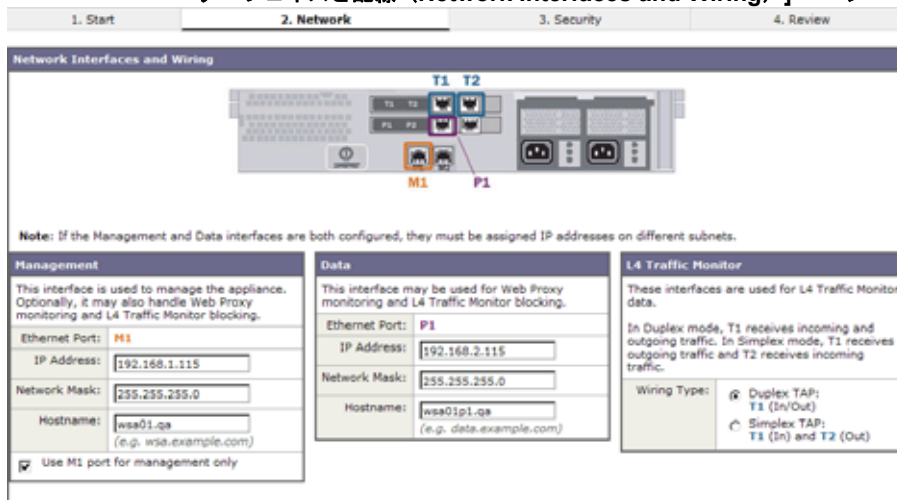 (Network Interfaces and Wiring)]
1. Start
2. Network
3. Security
4. Review
Network Interfaces and Wiring
T1 T2
T1 T2
P1 P2
M1
P1
Note: If the Management and Data interfaces are both configured, they must be assigned IP addresses on different subnets.
Management
This interface is used to manage the appliance.
Optionally, it may also handle Web Proxy
monitoring and L4 Traffic Monitor blocking.
Ethernet Port: M1
IP Address: 192.168.1.115
Network Mask: 255.255.255.0
Hostname: wsa01.qa
(e.g. wsa.example.com)
Use M1 port for management only
Data
This interface may be used for Web Proxy
monitoring and L4 Traffic Monitor blocking.
Ethernet Port: P1
IP Address: 192.168.2.115
Network Mask: 255.255.255.0
Hostname: wsa01p1.qa
(e.g. data.example.com)
L4 Traffic Monitor
These interfaces are used for L4 Traffic Monitor
data.
In Duplex mode, T1 receives incoming and
outgoing traffic. In Simplex mode, T1 receives
outgoing traffic and T2 receives incoming
traffic.
Wiring Type: Duplex TAP:
T1 (In/Out)
Simplex TAP:
T1 (In) and T2 (Out)